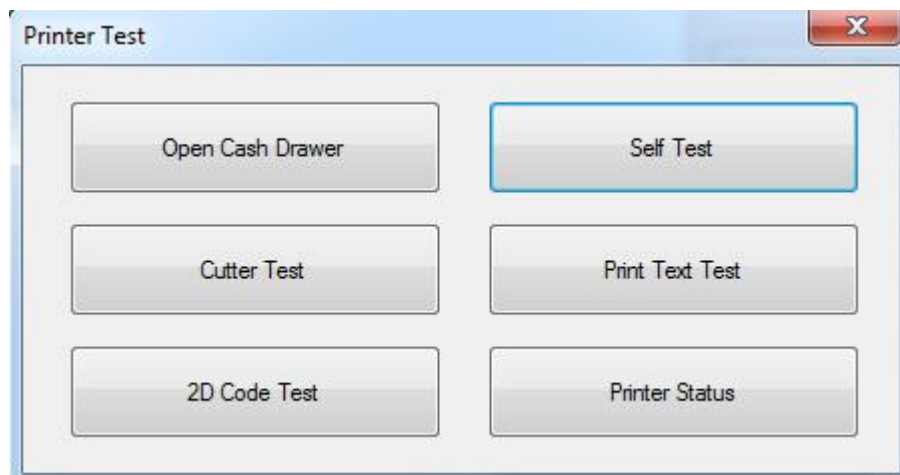 Printer Test
Open Cash Drawer
Self Test
Cutter Test
Print Text Test
2D Code Test
Printer Status